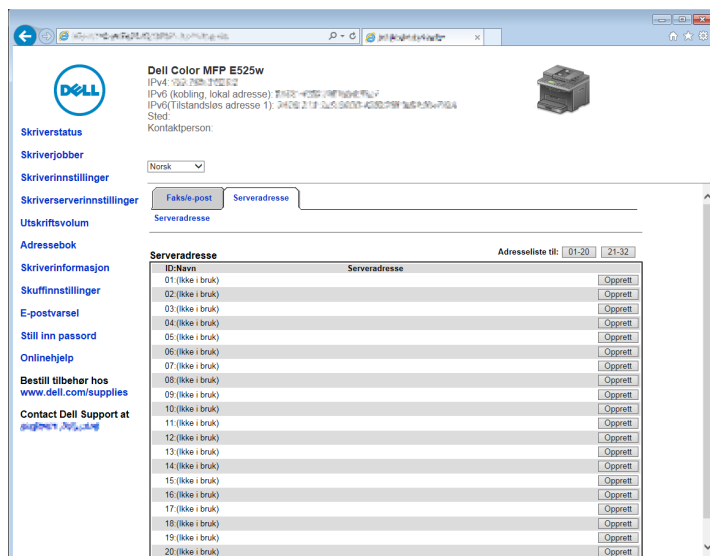 DELL
Dell Color MFP E525w
IPv4:
IPv6 (kobling, lokal adresse):
IPv6(Tilstandsløs adresse 1):
Sted:
Kontaktperson:
Skriverstatus
Skriverjobber
Skriverinnstillinger
Skriverserverinnstillinger
Utskriftsvolum
Adressebok
Skriverinformasjon
Skuffinnstillinger
E-postvarsel
Still inn passord
Onlinehjelp
Bestill tilbehør hos
www.dell.com/supplies
Contact Dell Support at
Norsk
Faks/e-post Serveradresse
Serveradresse
Serveradresse Adresseliste til: 01-20 21-32
ID:Navn Serveradresse
01:(Ikke i bruk) Opprett
02:(Ikke i bruk) Opprett
03:(Ikke i bruk) Opprett
04:(Ikke i bruk) Opprett
05:(Ikke i bruk) Opprett
06:(Ikke i bruk) Opprett
07:(Ikke i bruk) Opprett
08:(Ikke i bruk) Opprett
09:(Ikke i bruk) Opprett
10:(Ikke i bruk) Opprett
11:(Ikke i bruk) Opprett
12:(Ikke i bruk) Opprett
13:(Ikke i bruk) Opprett
14:(Ikke i bruk) Opprett
15:(Ikke i bruk) Opprett
16:(Ikke i bruk) Opprett
17:(Ikke i bruk) Opprett
18:(Ikke i bruk) Opprett
19:(Ikke i bruk) Opprett
20:(Ikke i bruk) Opprett